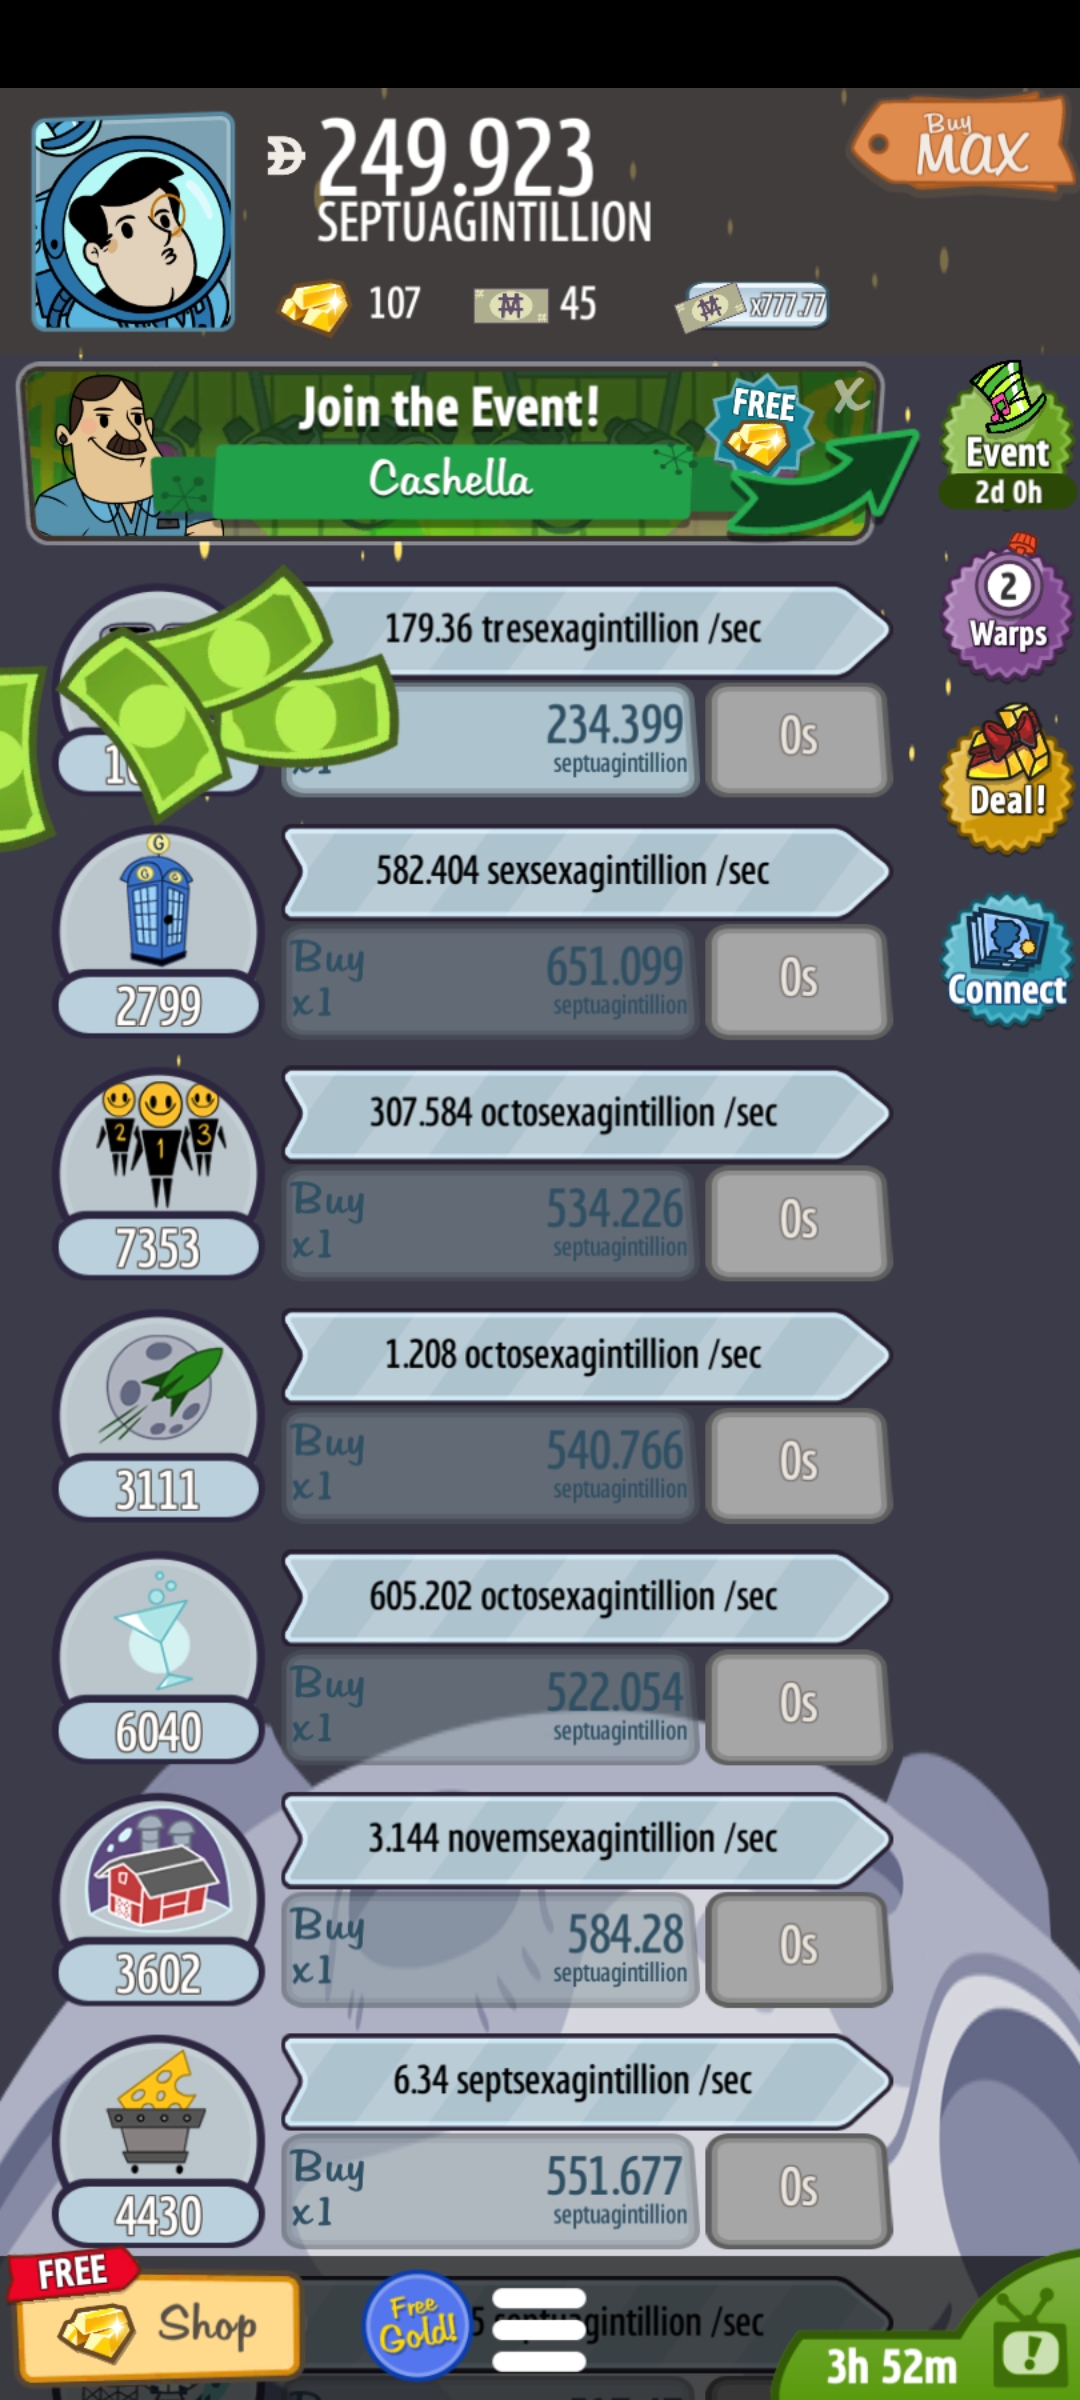 Buy
MAX
249.923
SEPTUAGINTILLION
107
45
x777.77
Join the Event!
FREE
X
Cashella
Event
2d 0h
179.36 tresexagintillion /sec
234.399
x1
septuagintillion
0s
2
Warps
Deal!
582.404 sexsexagintillion /sec
G
G G
2799
Buy
x1
651.099
septuagintillion
0s
Connect
307.584 octosexagintillion /sec
2 1 3
7353
Buy
x1
534.226
septuagintillion
0s
1.208 octosexagintillion /sec
3111
Buy
x1
540.766
septuagintillion
0s
605.202 octosexagintillion /sec
6040
Buy
x1
522.054
septuagintillion
0s
3.144 novemsexagintillion /sec
3602
Buy
x1
584.28
septuagintillion
0s
6.34 septsexagintillion /sec
4430
Buy
x1
551.677
septuagintillion
0s
FREE
Shop
Free
Gold!
/sec
3h 52m
!